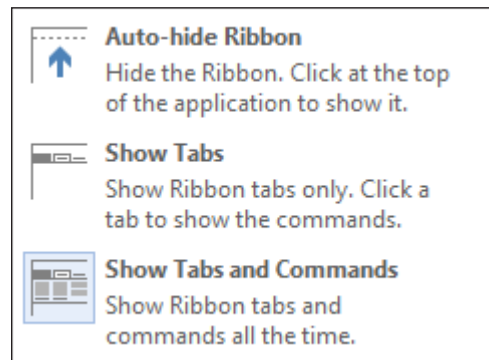 Auto-hide Ribbon
Hide the Ribbon. Click at the top
of the application to show it.
Show Tabs
Show Ribbon tabs only. Click a
tab to show the commands.
Show Tabs and Commands
Show Ribbon tabs and
commands all the time.